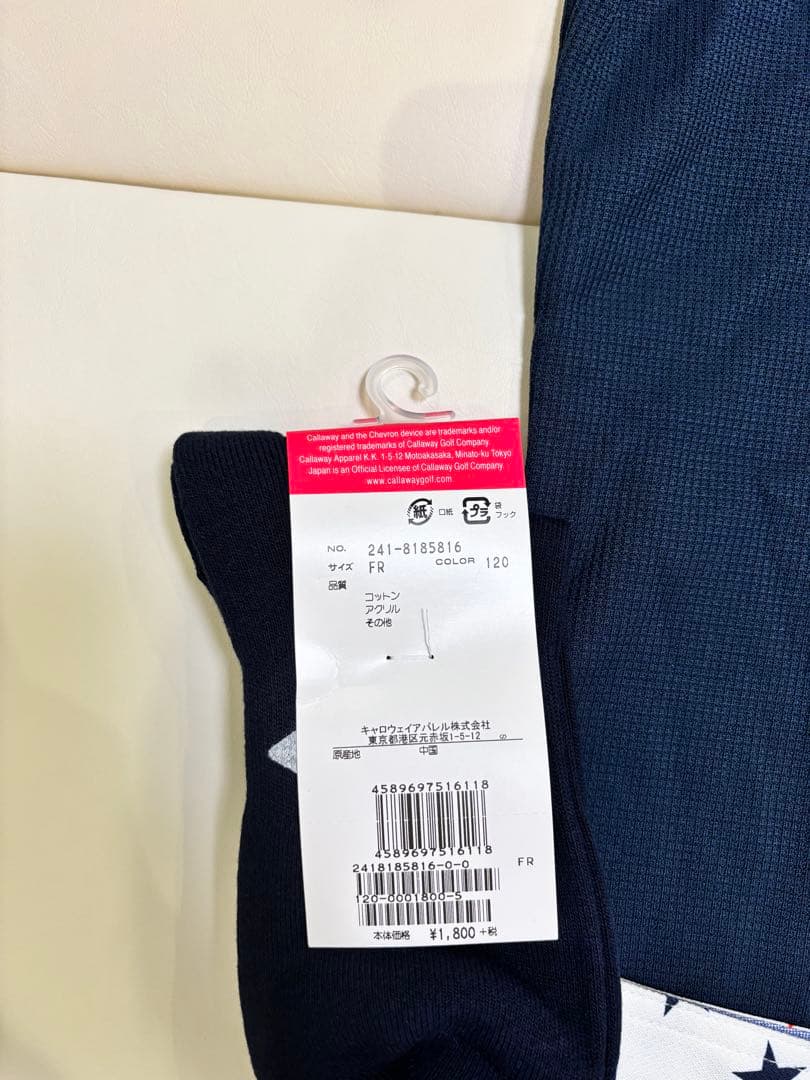 Callaway and the Chevron device are trademarks and/or
registered trademarks of Callaway Golf Company.
Callaway Apparel K.K. 1-5-12 Motoakasaka, Minato-ku Tokyo
Japan is an Official Licensee of Callaway Golf Company.
www.callawaygolf.com
紙 口紙 プラ 袋
フック
NO. 241-8185816
サイズ FR COLOR 120
品質
コットン
アクリル
その他
キャロウェイアパレル株式会社
東京都港区元赤坂1-5-12
原産地 中国
4589697516118
4589697516118
2418185816-0-0 FR
120-0001800-5
本体価格 ¥1,800 +税